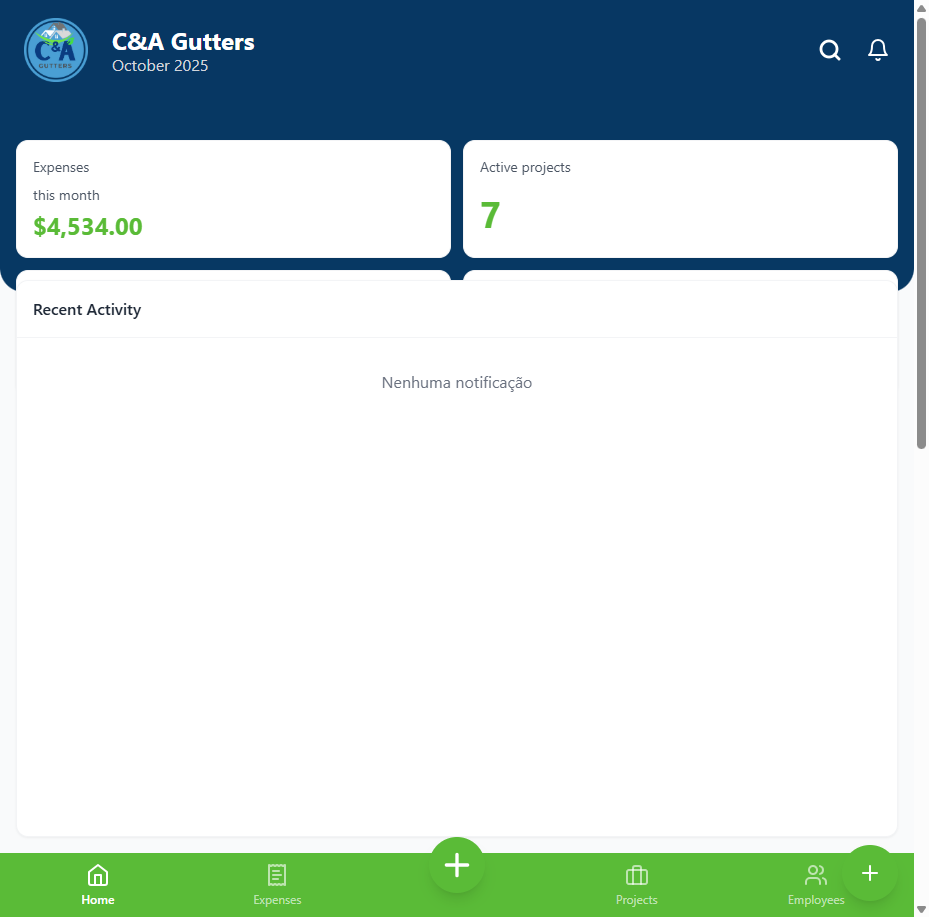 C&A
GUTTERS
C&A Gutters
October 2025
Expenses
this month
$4,534.00
Active projects
7
Recent Activity
Nenhuma notificação
Home
Expenses
Projects
Employees